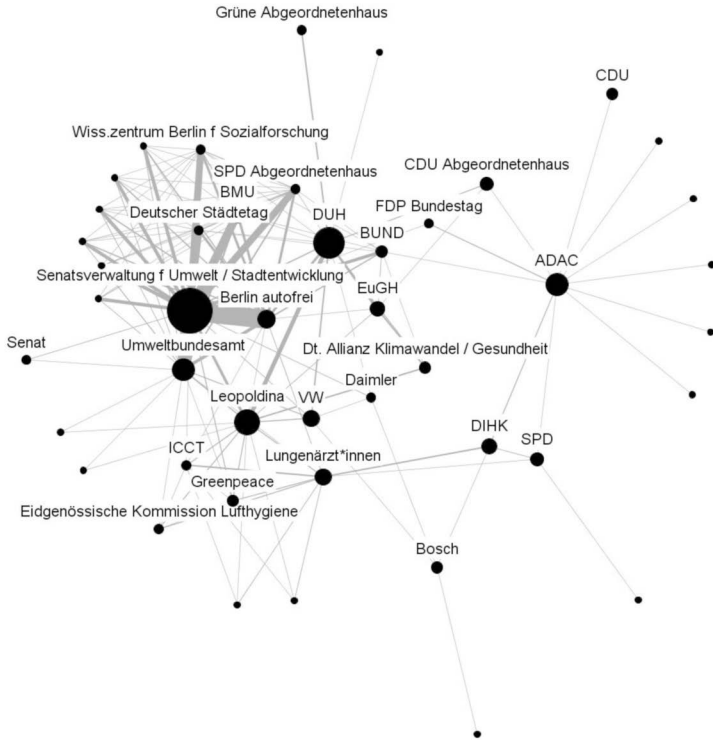 Grüne Abgeordnetenhaus
CDU
Wiss.zentrum Berlin f Sozialforschung
CDU Abgeordnetenhaus
SPD Abgeordnetenhaus
BMU
FDP Bundestag
Deutscher Städtetag
DUH
BUND
ADAC
Senatsverwaltung f Umwelt / Stadtentwicklung
EuGH
Berlin autofrei
Senat
Umweltbundesamt
Dt. Allianz Klimawandel / Gesundheit
Daimler
Leopoldina
VW
DIHK
SPD
ICCT
Lungenärzt*innen
Greenpeace
Eidgenössische Kommission Lufthygiene
Bosch